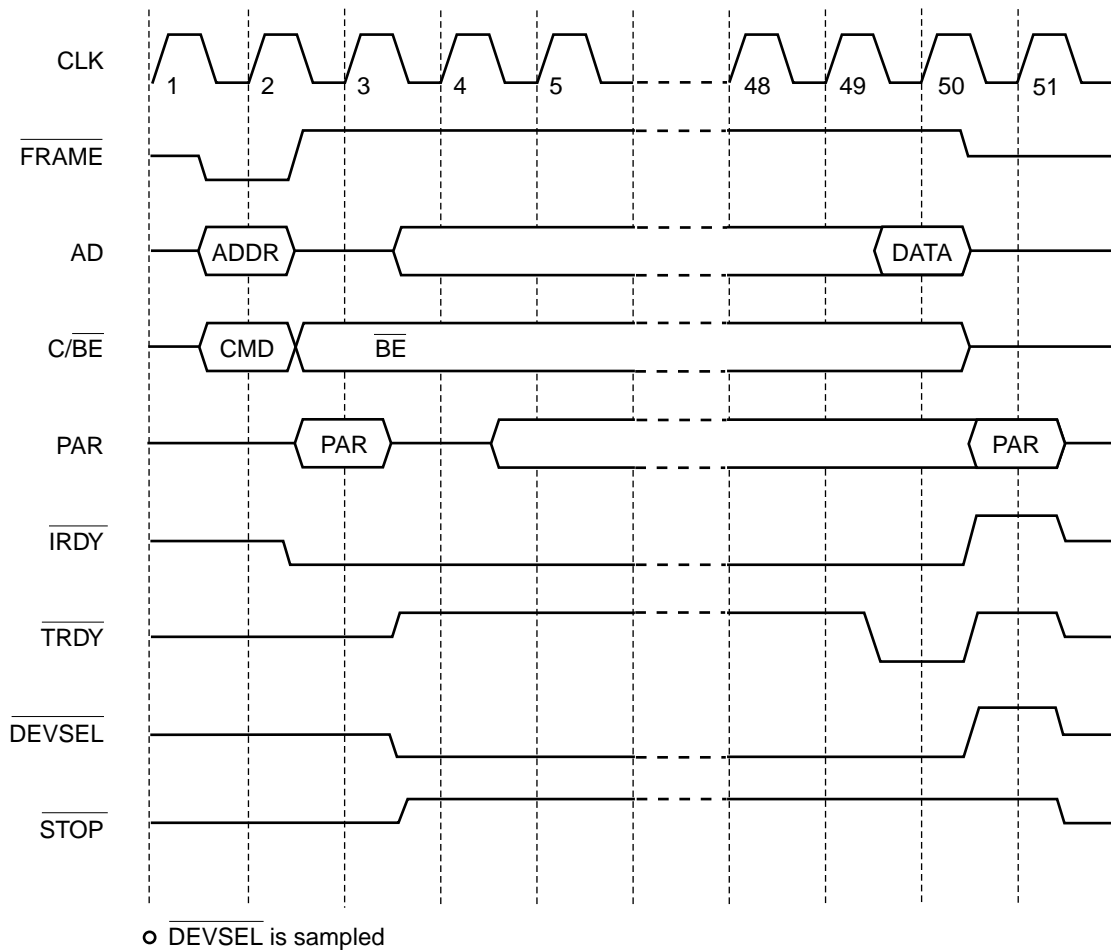 CLK
1 2 3 4 5 48 49 50 51
FRAME
AD ADDR DATA
C/BE CMD BE
PAR PAR PAR
IRDY
TRDY
DEVSEL
STOP
DEVSEL is sampled